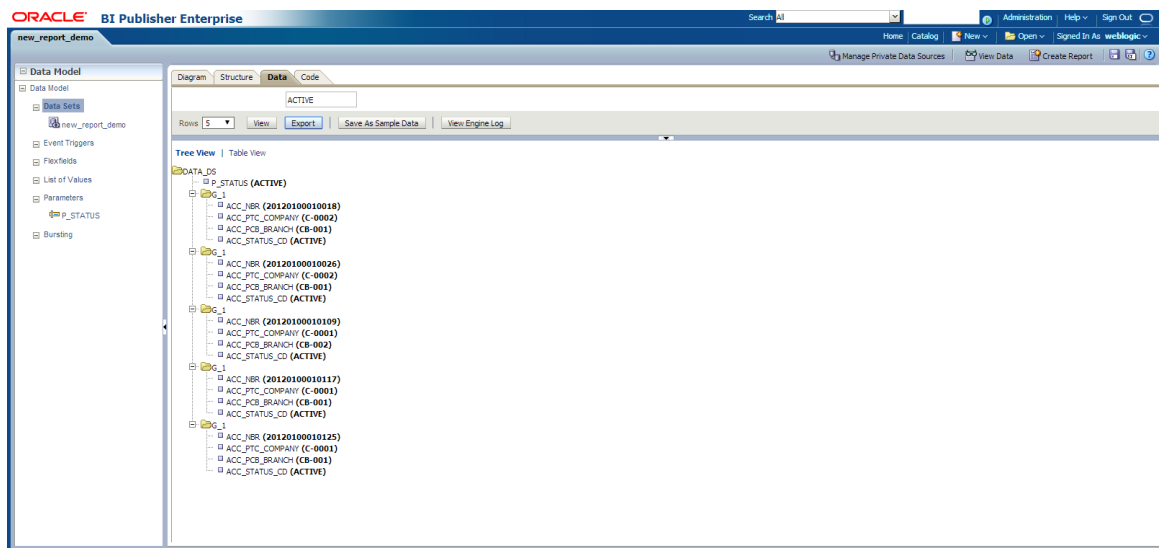 ORACLE BI Publisher Enterprise Search All Administration Help Sign Out
new_report_demo Home Catalog New Open Signed In As weblogic
Manage Private Data Sources View Data Create Report
Data Model
Data Model
Data Sets
new_report_demo
Event Triggers
Flexfields
List of Values
Parameters
P_STATUS
Bursting
Diagram Structure Data Code
ACTIVE
Rows 5 View Export Save As Sample Data View Engine Log
Tree View | Table View
DATA_DS
P_STATUS (ACTIVE)
G_1
ACC_NBR (20120100010018)
ACC_PTC_COMPANY (C-0002)
ACC_PCB_BRANCH (CB-001)
ACC_STATUS_CD (ACTIVE)
G_1
ACC_NBR (20120100010026)
ACC_PTC_COMPANY (C-0002)
ACC_PCB_BRANCH (CB-001)
ACC_STATUS_CD (ACTIVE)
G_1
ACC_NBR (20120100010109)
ACC_PTC_COMPANY (C-0001)
ACC_PCB_BRANCH (CB-002)
ACC_STATUS_CD (ACTIVE)
G_1
ACC_NBR (20120100010117)
ACC_PTC_COMPANY (C-0001)
ACC_PCB_BRANCH (CB-001)
ACC_STATUS_CD (ACTIVE)
G_1
ACC_NBR (20120100010125)
ACC_PTC_COMPANY (C-0001)
ACC_PCB_BRANCH (CB-001)
ACC_STATUS_CD (ACTIVE)